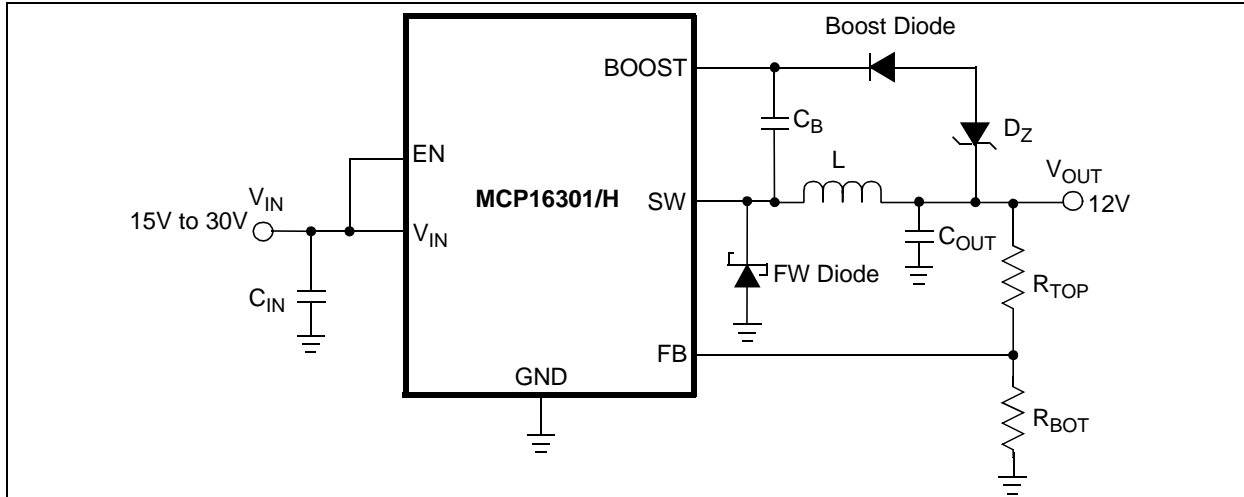 Boost Diode
BOOST
C_B
D_Z
EN
L
V_OUT
V_IN
MCP16301/H
SW
12V
15V to 30V
V_IN
C_OUT
FW Diode
R_TOP
C_IN
FB
GND
R_BOT